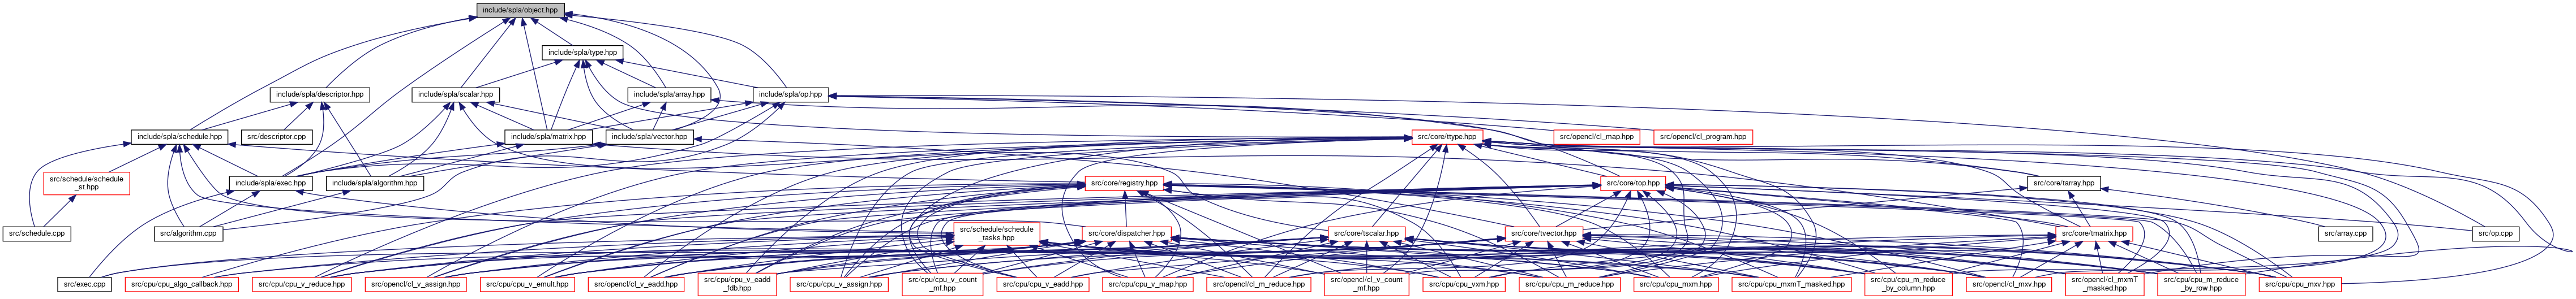 include/spla/object.hpp
include/spla/type.hpp
include/spla/descriptor.hpp
include/spla/scalar.hpp
include/spla/array.hpp
include/spla/op.hpp
include/spla/schedule.hpp
src/descriptor.cpp
include/spla/matrix.hpp
include/spla/vector.hpp
src/core/ttype.hpp
src/opencl/cl_map.hpp
src/opencl/cl_program.hpp
src/schedule/schedule
_st.hpp
include/spla/exec.hpp
include/spla/algorithm.hpp
src/core/registry.hpp
src/core/top.hpp
src/core/tarray.hpp
src/schedule.cpp
src/algorithm.cpp
src/schedule/schedule
_tasks.hpp
src/core/dispatcher.hpp
src/core/tscalar.hpp
src/core/tvector.hpp
src/core/tmatrix.hpp
src/array.cpp
src/op.cpp
src/exec.cpp
src/cpu/cpu_algo_callback.hpp
src/cpu/cpu_v_reduce.hpp
src/opencl/cl_v_assign.hpp
src/cpu/cpu_v_emult.hpp
src/opencl/cl_v_eadd.hpp
src/cpu/cpu_v_eadd
_fdb.hpp
src/cpu/cpu_v_assign.hpp
src/cpu/cpu_v_count
_mf.hpp
src/cpu/cpu_v_eadd.hpp
src/cpu/cpu_v_map.hpp
src/opencl/cl_m_reduce.hpp
src/opencl/cl_v_count
_mf.hpp
src/cpu/cpu_vxm.hpp
src/cpu/cpu_m_reduce.hpp
src/cpu/cpu_mxm.hpp
src/cpu/cpu_mxmT_masked.hpp
src/cpu/cpu_m_reduce
_by_column.hpp
src/opencl/cl_mxv.hpp
src/opencl/cl_mxmT
_masked.hpp
src/cpu/cpu_m_reduce
_by_row.hpp
src/cpu/cpu_mxv.hpp